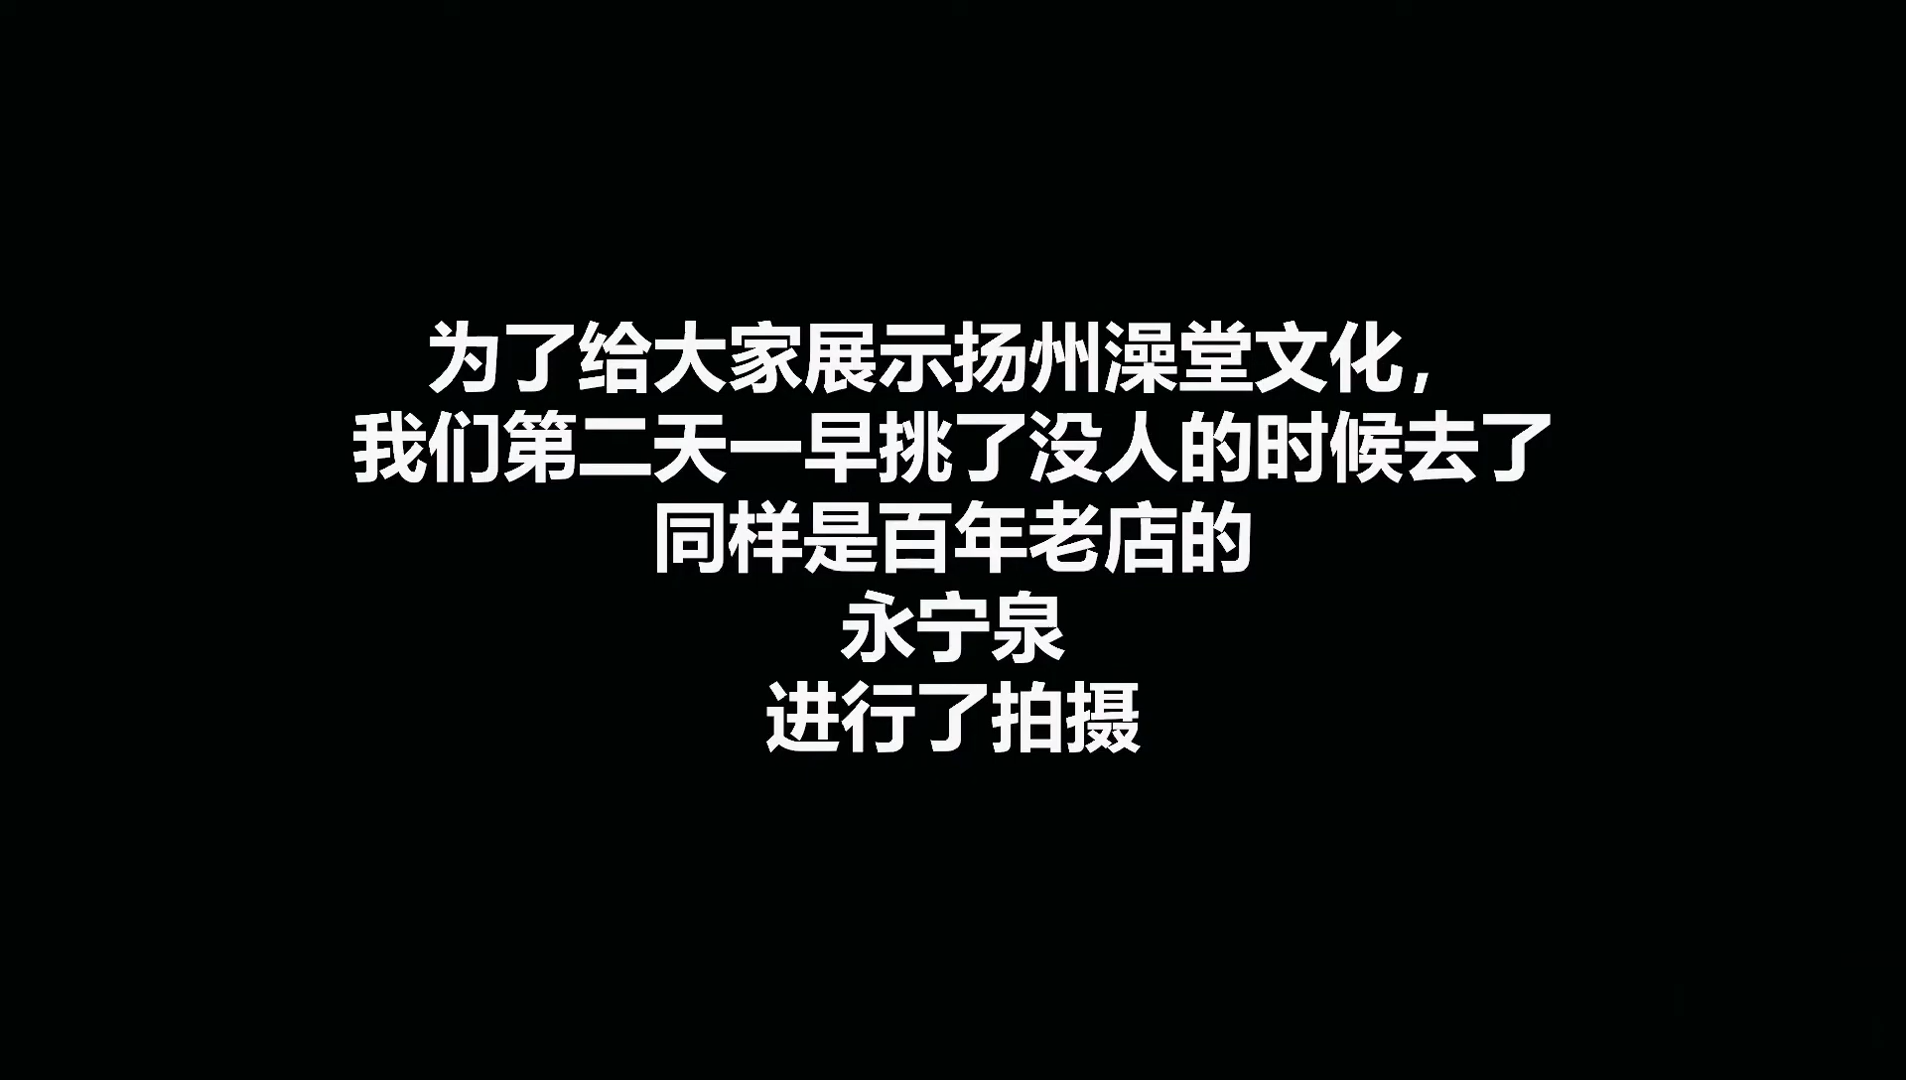 为了给大家展示扬州澡堂文化，
我们第二天一早挑了没人的时候去了
同样是百年老店的
永宁泉
进行了拍摄